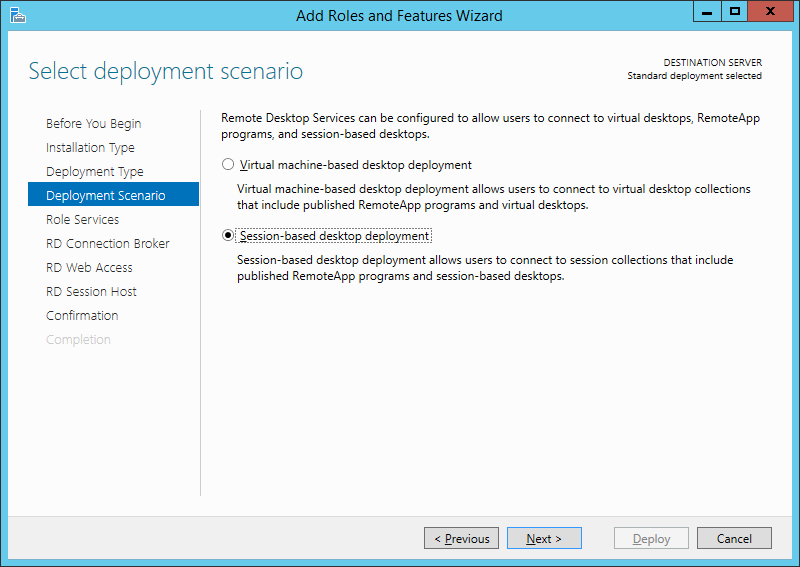 Add Roles and Features Wizard
Select deployment scenario
DESTINATION SERVER
Standard deployment selected
Before You Begin
Installation Type
Deployment Type
Deployment Scenario
Role Services
RD Connection Broker
RD Web Access
RD Session Host
Confirmation
Completion
Remote Desktop Services can be configured to allow users to connect to virtual desktops, RemoteApp
programs, and session-based desktops.
Virtual machine-based desktop deployment
Virtual machine-based desktop deployment allows users to connect to virtual desktop collections
that include published RemoteApp programs and virtual desktops.
Session-based desktop deployment
Session-based desktop deployment allows users to connect to session collections that include
published RemoteApp programs and session-based desktops.
< Previous
Next >
Deploy
Cancel